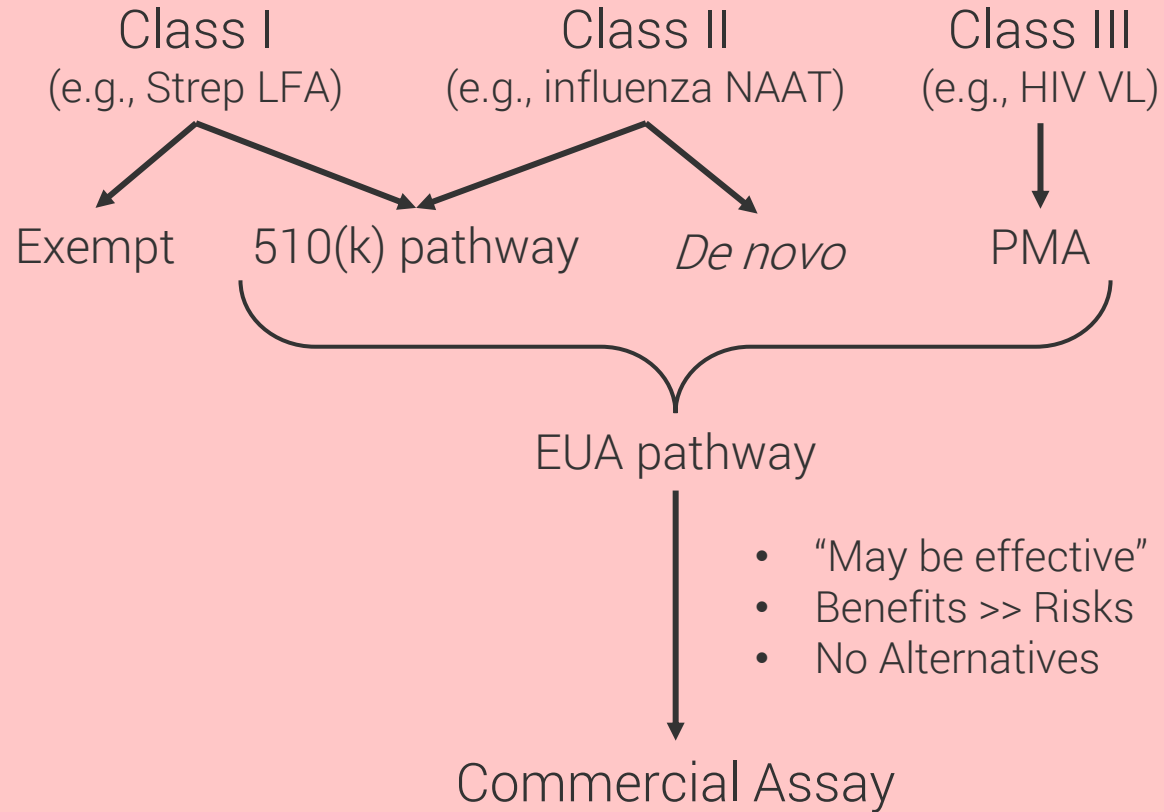 Class I
(e.g., Strep LFA)
Class II
(e.g., influenza NAAT)
Class III
(e.g., HIV VL)
Exempt
510(k) pathway
De novo
PMA
EUA pathway
• “May be effective”
• Benefits >> Risks
• No Alternatives
Commercial Assay